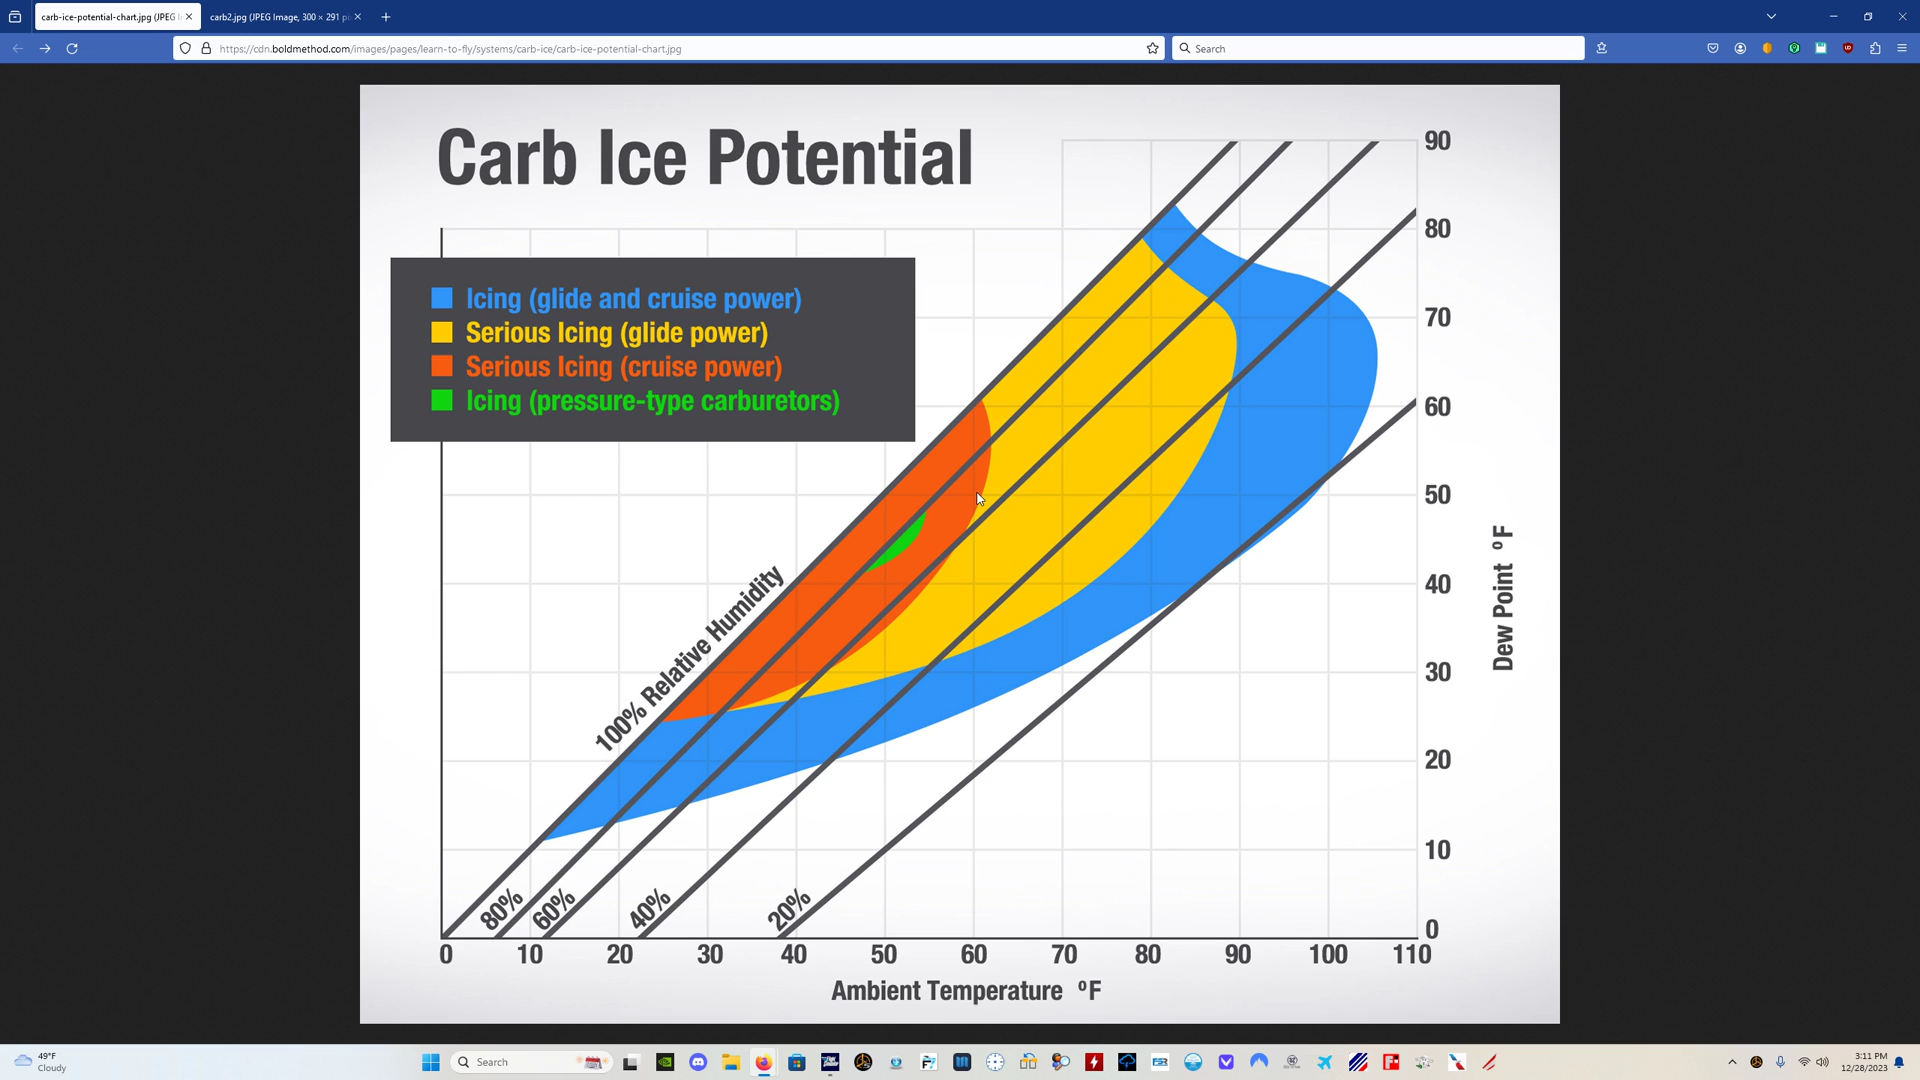 carb-ice-potential-chart.jpg (JPEG I
carb2.jpg (JPEG Image, 300 × 291 pi
https://cdn.boldmethod.com/images/pages/learn-to-fly/systems/carb-ice/carb-ice-potential-chart.jpg
Search
Carb Ice Potential
Icing (glide and cruise power)
Serious Icing (glide power)
Serious Icing (cruise power)
Icing (pressure-type carburetors)
90
80
70
60
50
40
30
20
10
0
Dew Point ºF
100% Relative Humidity
80%
60%
40%
20%
0 10 20 30 40 50 60 70 80 90 100 110
Ambient Temperature ºF
49°F
Cloudy
Search
3:11 PM
12/28/2023